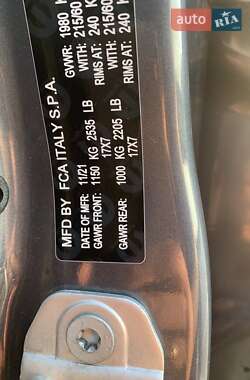 AUTO
RIA
MFD BY FCA ITALY S.P.A.
DATE OF MFR: 11/21
GAWR FRONT: 1150 KG 2535 LB
17X7
GAWR REAR: 1000 KG 2205 LB
17X7
GVWR: 1980 K
WITH: 215/60
RIMS AT: 240 K
WITH: 215/60
RIMS AT: 240 K